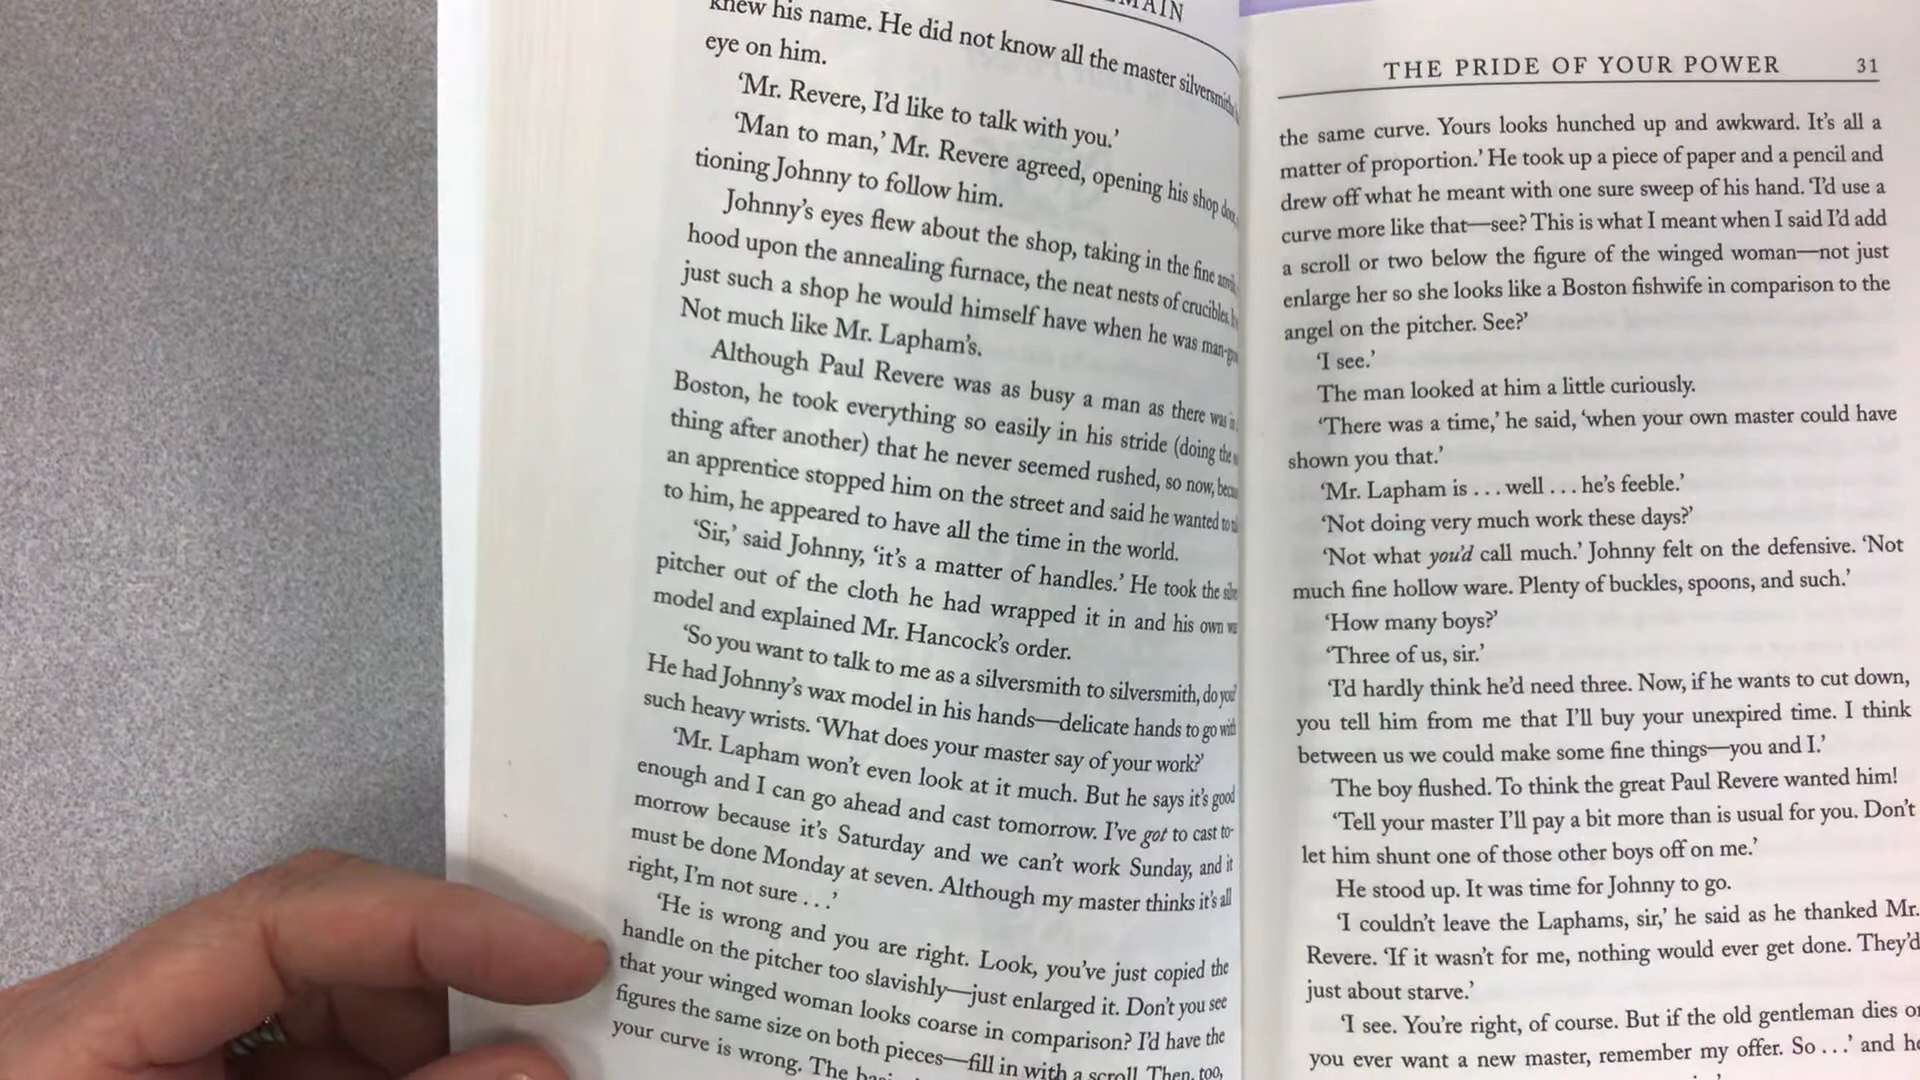 knew his name. He did not know all the master silversmiths
eye on him.
‘Mr. Revere, I’d like to talk with you.’
‘Man to man,’ Mr. Revere agreed, opening his shop door,
tioning Johnny to follow him.
Johnny’s eyes flew about the shop, taking in the fine
hood upon the annealing furnace, the neat nests of crucibles.
just such a shop he would himself have when he was
Not much like Mr. Lapham’s.
Although Paul Revere was as busy a man as there was in
Boston, he took everything so easily in his stride (doing
thing after another) that he never seemed rushed, so now,
an apprentice stopped him on the street and said he wanted to
to him, he appeared to have all the time in the world.
‘Sir,’ said Johnny, ‘it’s a matter of handles.’ He took the
pitcher out of the cloth he had wrapped it in and his own
model and explained Mr. Hancock’s order.
‘So you want to talk to me as a silversmith to silversmith, do you?’
He had Johnny’s wax model in his hands—delicate hands to go with
such heavy wrists. ‘What does your master say of your work?’
‘Mr. Lapham won’t even look at it much. But he says it’s good
enough and I can go ahead and cast tomorrow. I’ve got to cast to-
morrow because it’s Saturday and we can’t work Sunday, and it
must be done Monday at seven. Although my master thinks it’s all
right, I’m not sure . . .’
‘He is wrong and you are right. Look, you’ve just copied the
handle on the pitcher too slavishly—just enlarged it. Don’t you see
that your winged woman looks coarse in comparison? I’d have the
figures the same size on both pieces—fill in with a scroll. Then, too,
your curve is wrong. The
THE PRIDE OF YOUR POWER 31
the same curve. Yours looks hunched up and awkward. It’s all a
matter of proportion.’ He took up a piece of paper and a pencil and
drew off what he meant with one sure sweep of his hand. ‘I’d use a
curve more like that—see? This is what I meant when I said I’d add
a scroll or two below the figure of the winged woman—not just
enlarge her so she looks like a Boston fishwife in comparison to the
angel on the pitcher. See?’
‘I see.’
The man looked at him a little curiously.
‘There was a time,’ he said, ‘when your own master could have
shown you that.’
‘Mr. Lapham is . . . well . . . he’s feeble.’
‘Not doing very much work these days?’
‘Not what you’d call much.’ Johnny felt on the defensive. ‘Not
much fine hollow ware. Plenty of buckles, spoons, and such.’
‘How many boys?’
‘Three of us, sir.’
‘I’d hardly think he’d need three. Now, if he wants to cut down,
you tell him from me that I’ll buy your unexpired time. I think
between us we could make some fine things—you and I.’
The boy flushed. To think the great Paul Revere wanted him!
‘Tell your master I’ll pay a bit more than is usual for you. Don’t
let him shunt one of those other boys off on me.’
He stood up. It was time for Johnny to go.
‘I couldn’t leave the Laphams, sir,’ he said as he thanked Mr.
Revere. ‘If it wasn’t for me, nothing would ever get done. They’d
just about starve.’
‘I see. You’re right, of course. But if the old gentleman dies or
you ever want a new master, remember my offer. So . . .’ and he